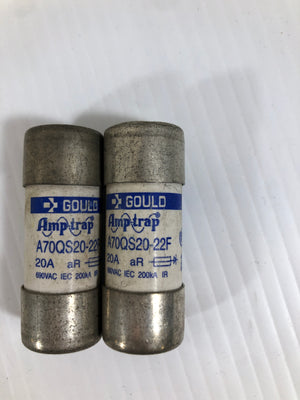 GOULD
Amp-trap
A70QS20-22F
20A aR
690VAC IEC 200kA
GOULD
Amp-trap
A70QS20-22F
20A aR
690VAC IEC 200kA IR